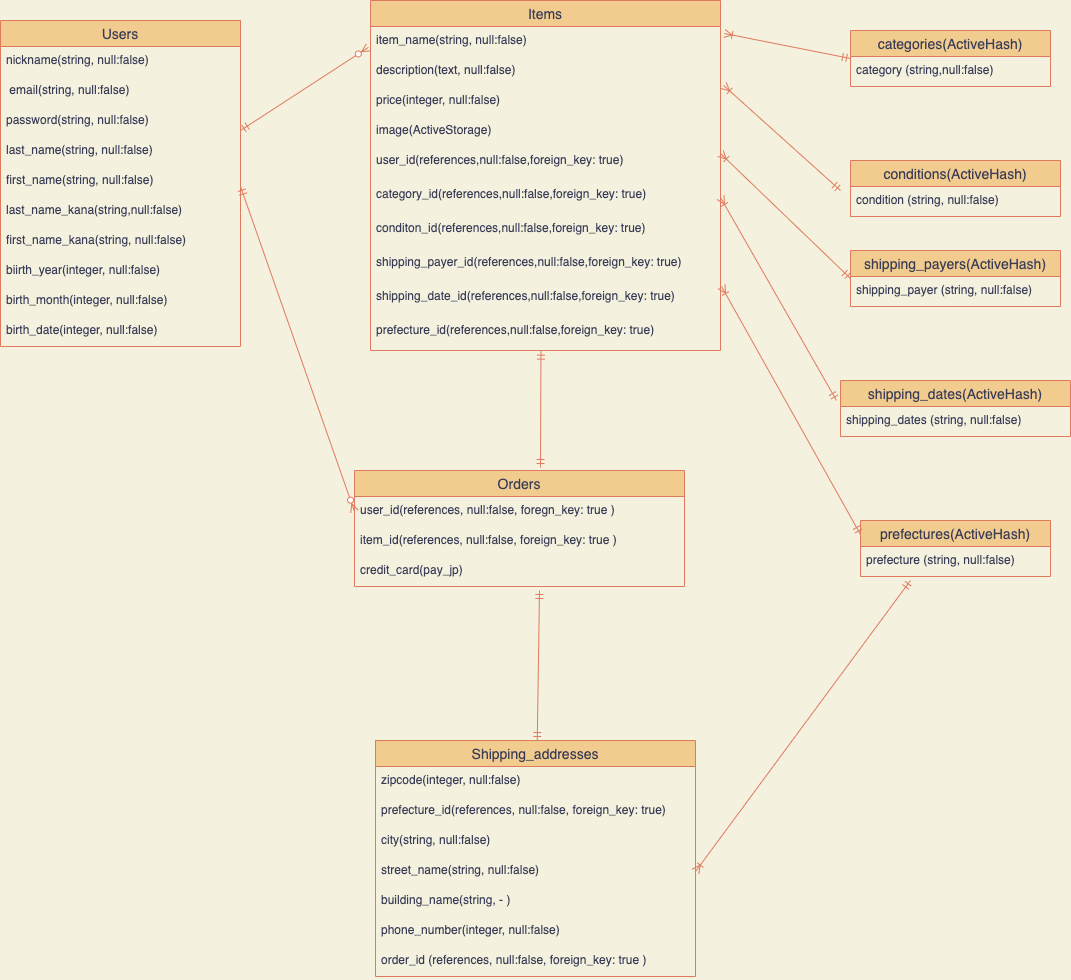 Users
nickname(string, null:false)
email(string, null:false)
password(string, null:false)
last_name(string, null:false)
first_name(string, null:false)
last_name_kana(string,null:false)
first_name_kana(string, null:false)
biirth_year(integer, null:false)
birth_month(integer, null:false)
birth_date(integer, null:false)
Items
item_name(string, null:false)
description(text, null:false)
price(integer, null:false)
image(ActiveStorage)
user_id(references,null:false,foreign_key: true)
category_id(references,null:false,foreign_key: true)
conditon_id(references,null:false,foreign_key: true)
shipping_payer_id(references,null:false,foreign_key: true)
shipping_date_id(references,null:false,foreign_key: true)
prefecture_id(references,null:false,foreign_key: true)
categories(ActiveHash)
category (string,null:false)
conditions(ActiveHash)
condition (string, null:false)
shipping_payers(ActiveHash)
shipping_payer (string, null:false)
shipping_dates(ActiveHash)
shipping_dates (string, null:false)
prefectures(ActiveHash)
prefecture (string, null:false)
Orders
user_id(references, null:false, foregn_key: true )
item_id(references, null:false, foreign_key: true )
credit_card(pay_jp)
Shipping_addresses
zipcode(integer, null:false)
prefecture_id(references, null:false, foreign_key: true)
city(string, null:false)
street_name(string, null:false)
building_name(string, - )
phone_number(integer, null:false)
order_id (references, null:false, foreign_key: true )